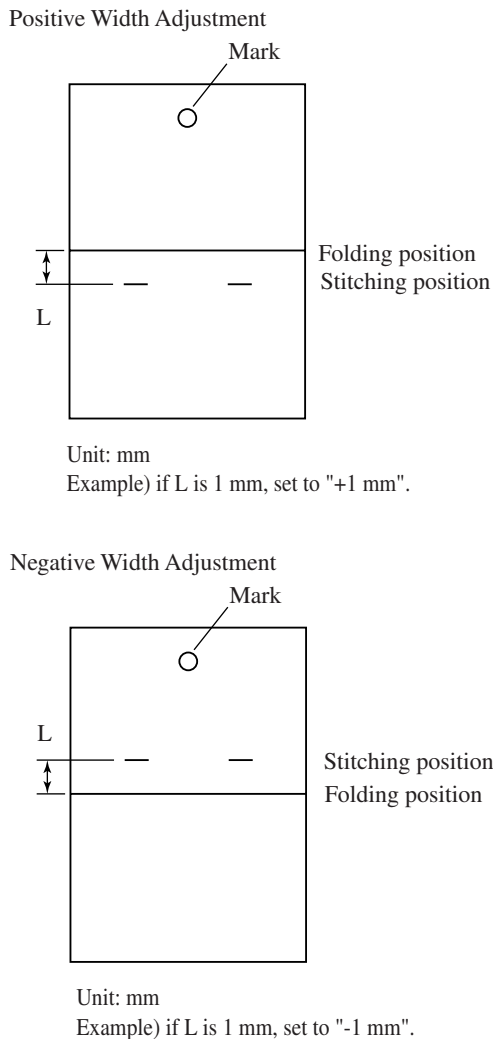 Positive Width Adjustment
Mark
Folding position
Stitching position
L
Unit: mm
Example) if L is 1 mm, set to "+1 mm".
Negative Width Adjustment
Mark
L
Stitching position
Folding position
Unit: mm
Example) if L is 1 mm, set to "-1 mm".